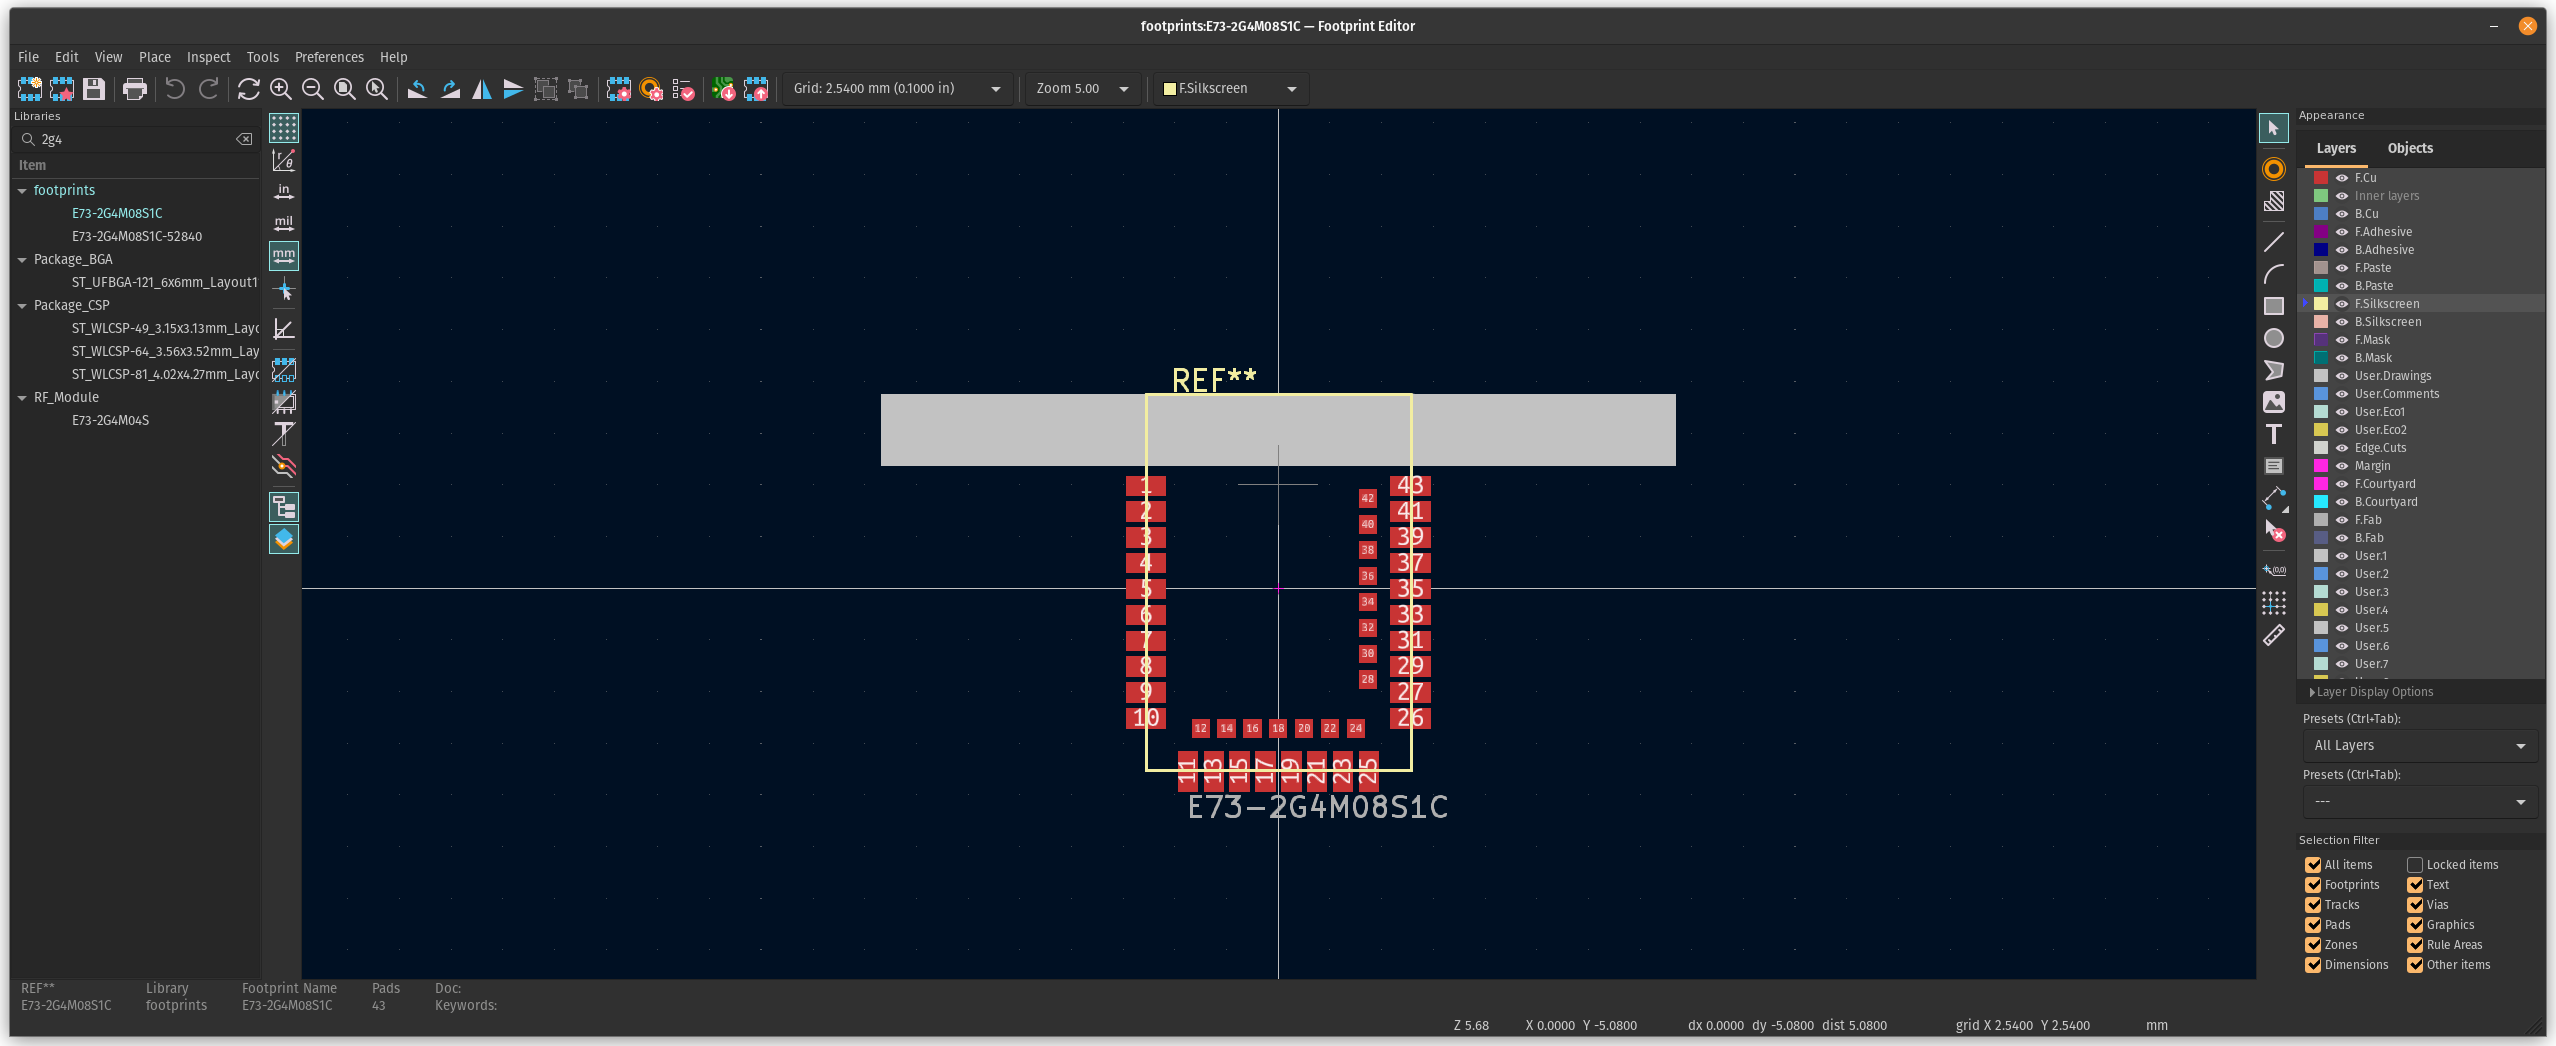 footprints:E73-2G4M08S1C — Footprint Editor
File Edit View Place Inspect Tools Preferences Help
Grid: 2.5400 mm (0.1000 in)
Zoom 5.00
F.Silkscreen
Libraries
2g4
Item
footprints
E73-2G4M08S1C
E73-2G4M08S1C-52840
Package_BGA
ST_UFBGA-121_6x6mm_Layout1
Package_CSP
ST_WLCSP-49_3.15x3.13mm_Layo
ST_WLCSP-64_3.56x3.52mm_Lay
ST_WLCSP-81_4.02x4.27mm_Layo
RF_Module
E73-2G4M04S
in
mil
mm
REF**
1
2
3
4
5
6
7
8
9
10
42
40
38
36
34
32
30
28
43
41
39
37
35
33
31
29
27
26
12 14 16 18 20 22 24
11 13 15 17 19 21 23 25
E73-2G4M08S1C
(0,0)
Appearance
Layers Objects
F.Cu
Inner layers
B.Cu
F.Adhesive
B.Adhesive
F.Paste
B.Paste
F.Silkscreen
B.Silkscreen
F.Mask
B.Mask
User.Drawings
User.Comments
User.Eco1
User.Eco2
Edge.Cuts
Margin
F.Courtyard
B.Courtyard
F.Fab
B.Fab
User.1
User.2
User.3
User.4
User.5
User.6
User.7
Layer Display Options
Presets (Ctrl+Tab):
All Layers
Presets (Ctrl+Tab):
---
Selection Filter
All items Locked items
Footprints Text
Tracks Vias
Pads Graphics
Zones Rule Areas
Dimensions Other items
REF** Library Footprint Name Pads Doc:
E73-2G4M08S1C footprints E73-2G4M08S1C 43 Keywords:
Z 5.68 X 0.0000 Y -5.0800 dx 0.0000 dy -5.0800 dist 5.0800 grid X 2.5400 Y 2.5400 mm